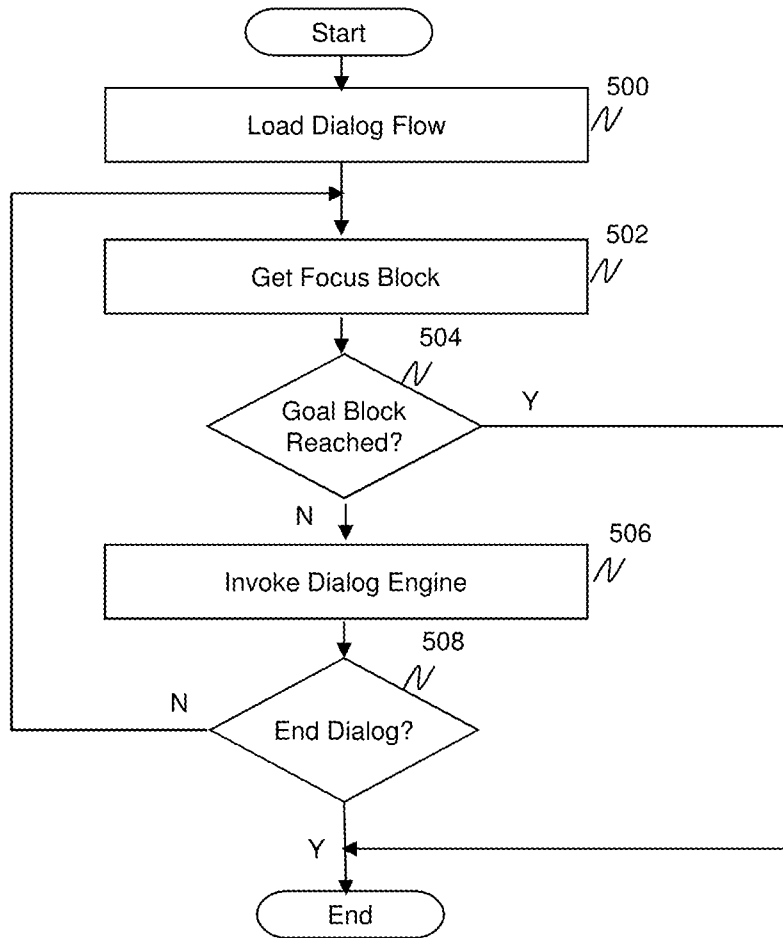 Start
500
Load Dialog Flow
502
Get Focus Block
504
Goal Block
Reached?
Y
N
506
Invoke Dialog Engine
508
N
End Dialog?
Y
End